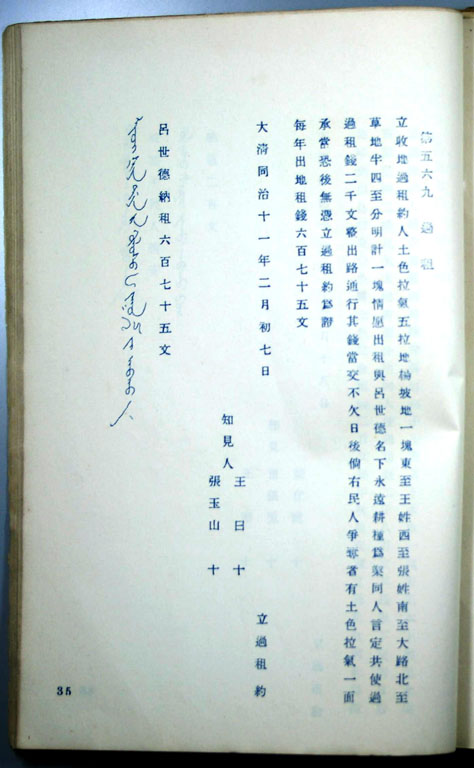 第五六九　過租
立收地過租約人土色拉氣五拉地楊坡地一塊東至王姓西至張姓南至大路北至
草地牛四至分明計一塊情愿出租與呂世德名下永遠耕種爲業同人言定共使過
過租錢二千文整出路通行其錢當交不欠日後倘有民人爭奪者有土色拉氣一面
承當恐後無憑立過租約爲證
每年出地租錢六百七十五文
大清同治十一年二月初七日　　立過租約
知見人
王曰十
張玉山十
呂世德納租六百七十五文
35